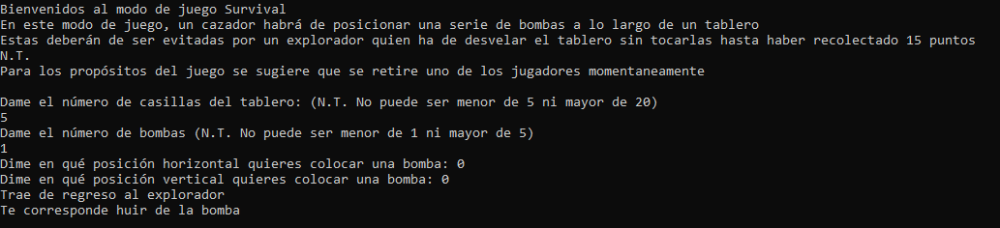 Bienvenidos al modo de juego Survival
En este modo de juego, un cazador habrá de posicionar una serie de bombas a lo largo de un tablero
Estas deberán de ser evitadas por un explorador quien ha de desvelar el tablero sin tocarlas hasta haber recolectado 15 puntos
N.T.
Para los propósitos del juego se sugiere que se retire uno de los jugadores momentaneamente
Dame el número de casillas del tablero: (N.T. No puede ser menor de 5 ni mayor de 20)
5
Dame el número de bombas (N.T. No puede ser menor de 1 ni mayor de 5)
1
Dime en qué posición horizontal quieres colocar una bomba: 0
Dime en qué posición vertical quieres colocar una bomba: 0
Trae de regreso al explorador
Te corresponde huir de la bomba